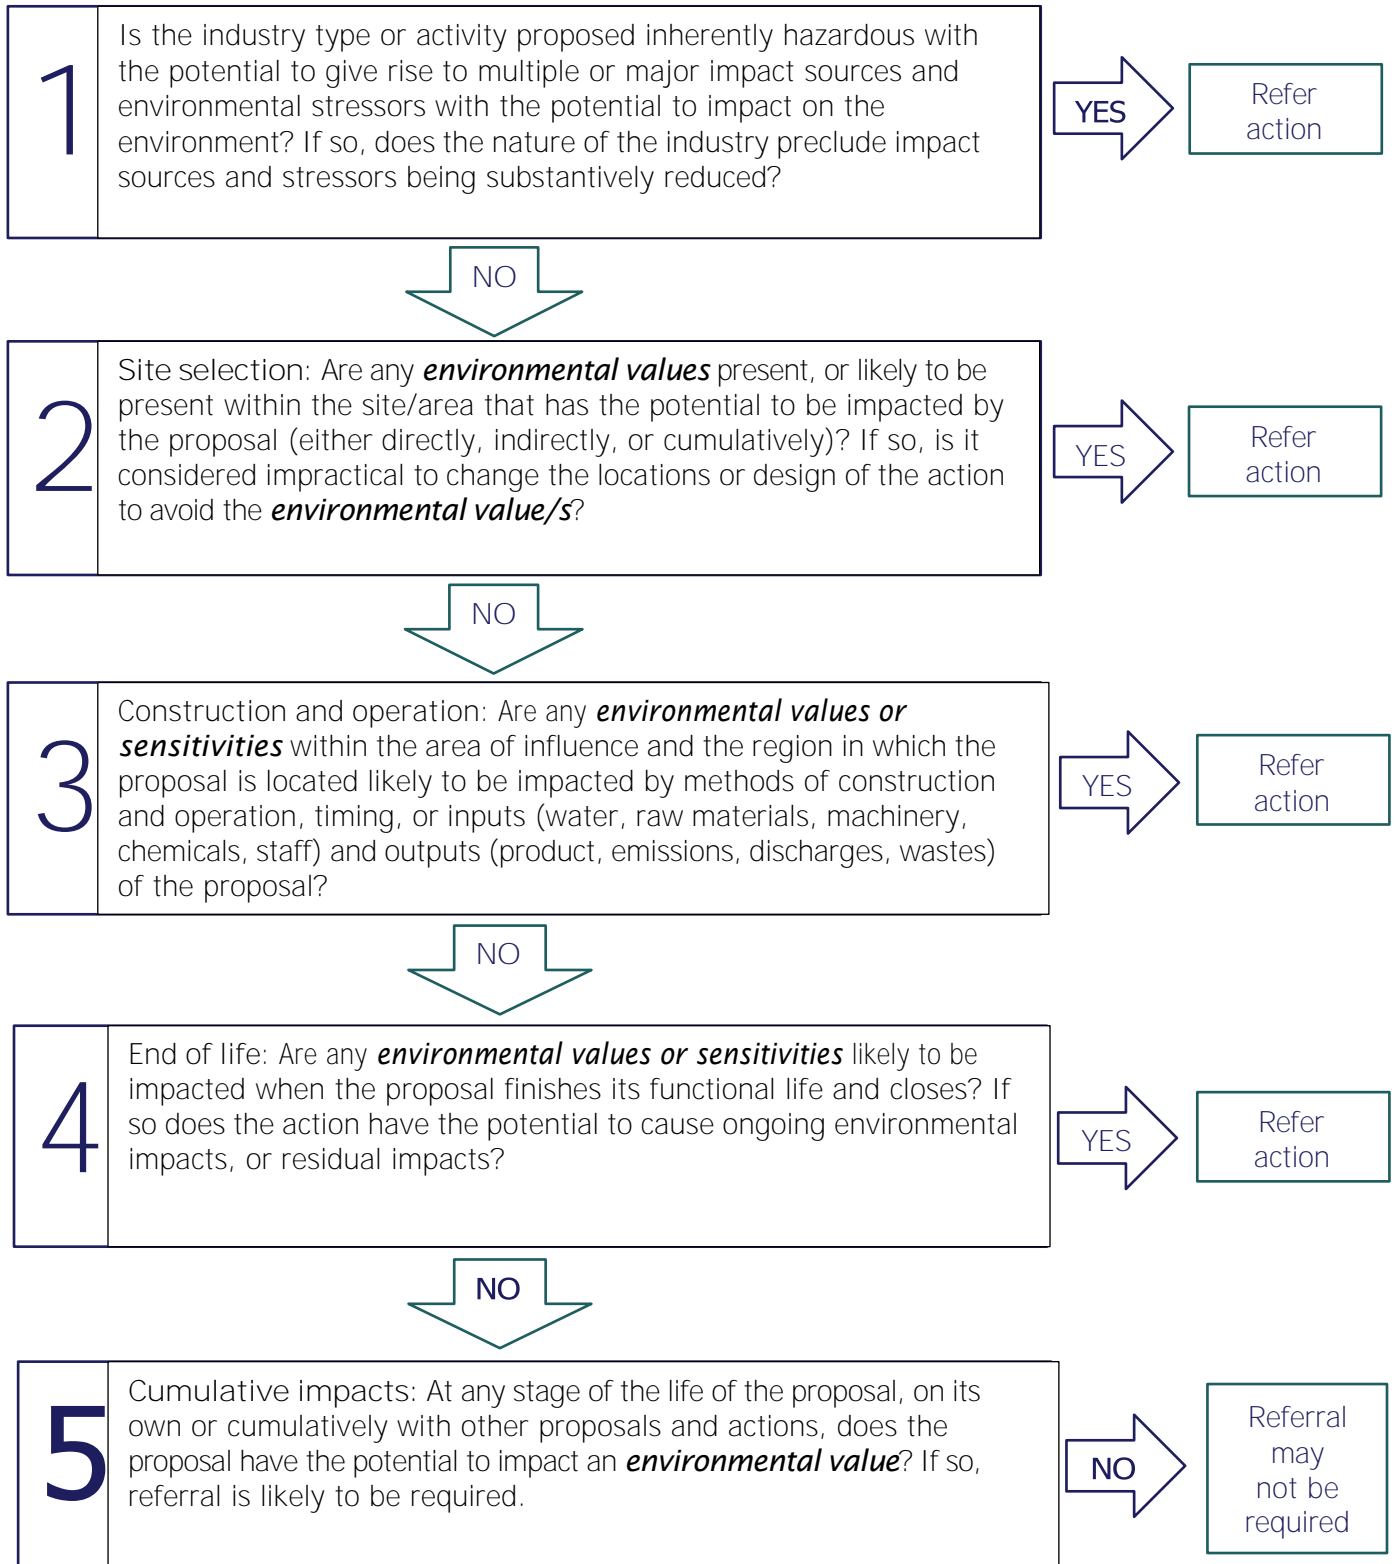 1
Is the industry type or activity proposed inherently hazardous with
the potential to give rise to multiple or major impact sources and
environmental stressors with the potential to impact on the
environment? If so, does the nature of the industry preclude impact
sources and stressors being substantively reduced?
YES
Refer
action
NO
2
Site selection: Are any environmental values present, or likely to be
present within the site/area that has the potential to be impacted by
the proposal (either directly, indirectly, or cumulatively)? If so, is it
considered impractical to change the locations or design of the action
to avoid the environmental value/s?
YES
Refer
action
NO
3
Construction and operation: Are any environmental values or
sensitivities within the area of influence and the region in which the
proposal is located likely to be impacted by methods of construction
and operation, timing, or inputs (water, raw materials, machinery,
chemicals, staff) and outputs (product, emissions, discharges, wastes)
of the proposal?
YES
Refer
action
NO
4
End of life: Are any environmental values or sensitivities likely to be
impacted when the proposal finishes its functional life and closes? If
so does the action have the potential to cause ongoing environmental
impacts, or residual impacts?
YES
Refer
action
NO
5
Cumulative impacts: At any stage of the life of the proposal, on its
own or cumulatively with other proposals and actions, does the
proposal have the potential to impact an environmental value? If so,
referral is likely to be required.
NO
Referral
may
not be
required